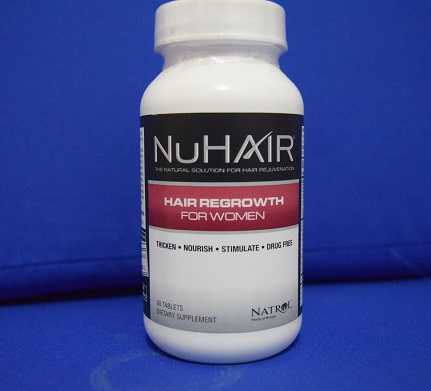 NuHAIR®
THE NATURAL SOLUTION FOR HAIR REJUVENATION
HAIR REGROWTH
FOR WOMEN
THICKEN • NOURISH • STIMULATE • DRUG FREE
60 TABLETS
DIETARY SUPPLEMENT
NATROL